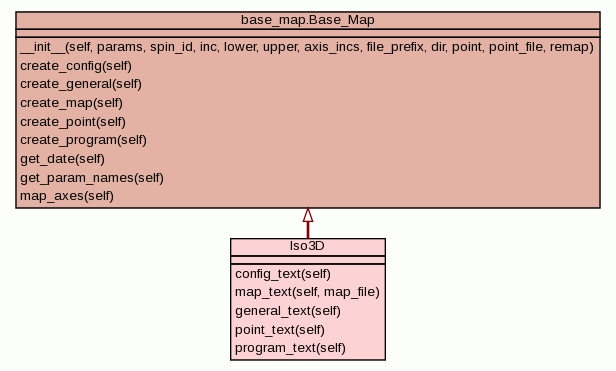 base_map.Base_Map
__init__(self, params, spin_id, inc, lower, upper, axis_incs, file_prefix, dir, point, point_file, remap)
create_config(self)
create_general(self)
create_map(self)
create_point(self)
create_program(self)
get_date(self)
get_param_names(self)
map_axes(self)
Iso3D
config_text(self)
map_text(self, map_file)
general_text(self)
point_text(self)
program_text(self)